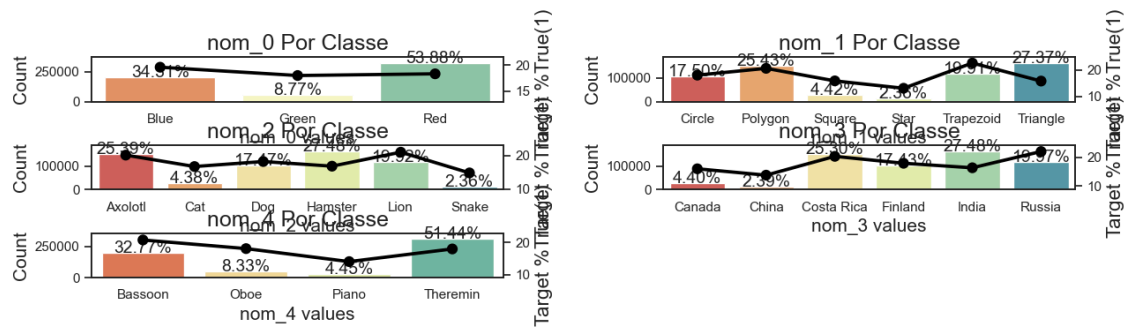 nom_0 Por Classe
Count
250000
0
34.31%
8.77%
53.88%
20
15
Target % True(1)
Blue Green Red
nom_0 values
nom_1 Por Classe
Count
100000
0
17.50%
25.43%
4.42%
2.36%
19.91%
27.37%
20
10
Target % True(1)
Circle Polygon Square Star Trapezoid Triangle
nom_1 values
nom_2 Por Classe
Count
100000
0
25.39%
4.38%
27.48%
19.92%
2.36%
20
10
Target % True(1)
Axolotl Cat Dog Hamster Lion Snake
nom_2 values
nom_3 Por Classe
Count
100000
0
4.40%
2.39%
17.43%
27.48%
19.97%
20
10
Target % True(1)
Canada China Costa Rica Finland India Russia
nom_3 values
nom_4 Por Classe
Count
250000
0
32.77%
8.33%
4.45%
51.44%
20
10
Target % True(1)
Bassoon Oboe Piano Theremin
nom_4 values